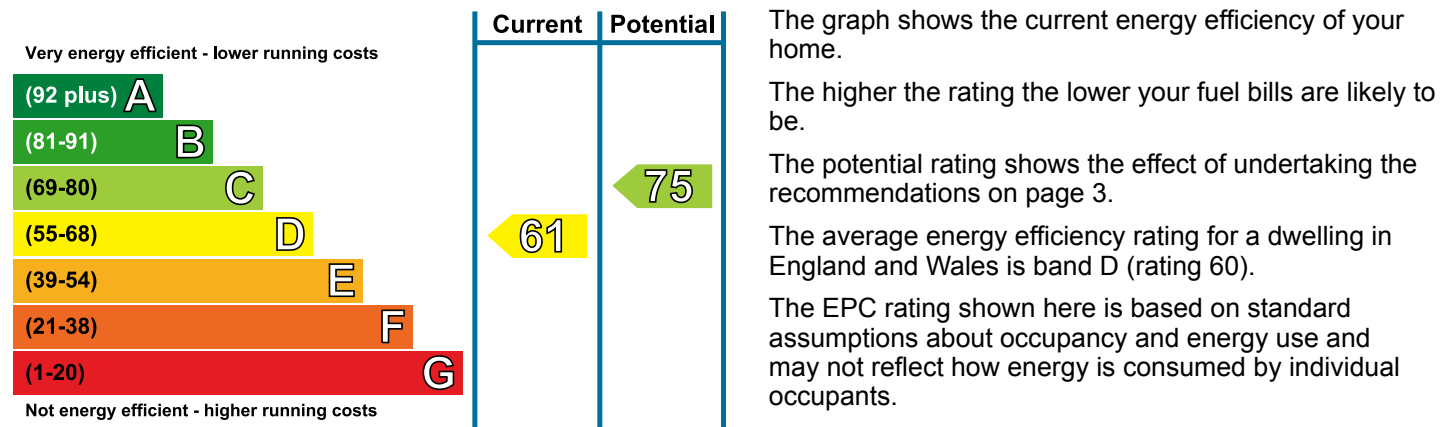 Current Potential
Very energy efficient - lower running costs
(92 plus) A
(81-91) B
(69-80) C
75
(55-68) D
61
(39-54) E
(21-38) F
(1-20) G
Not energy efficient - higher running costs
The graph shows the current energy efficiency of your
home.
The higher the rating the lower your fuel bills are likely to
be.
The potential rating shows the effect of undertaking the
recommendations on page 3.
The average energy efficiency rating for a dwelling in
England and Wales is band D (rating 60).
The EPC rating shown here is based on standard
assumptions about occupancy and energy use and
may not reflect how energy is consumed by individual
occupants.